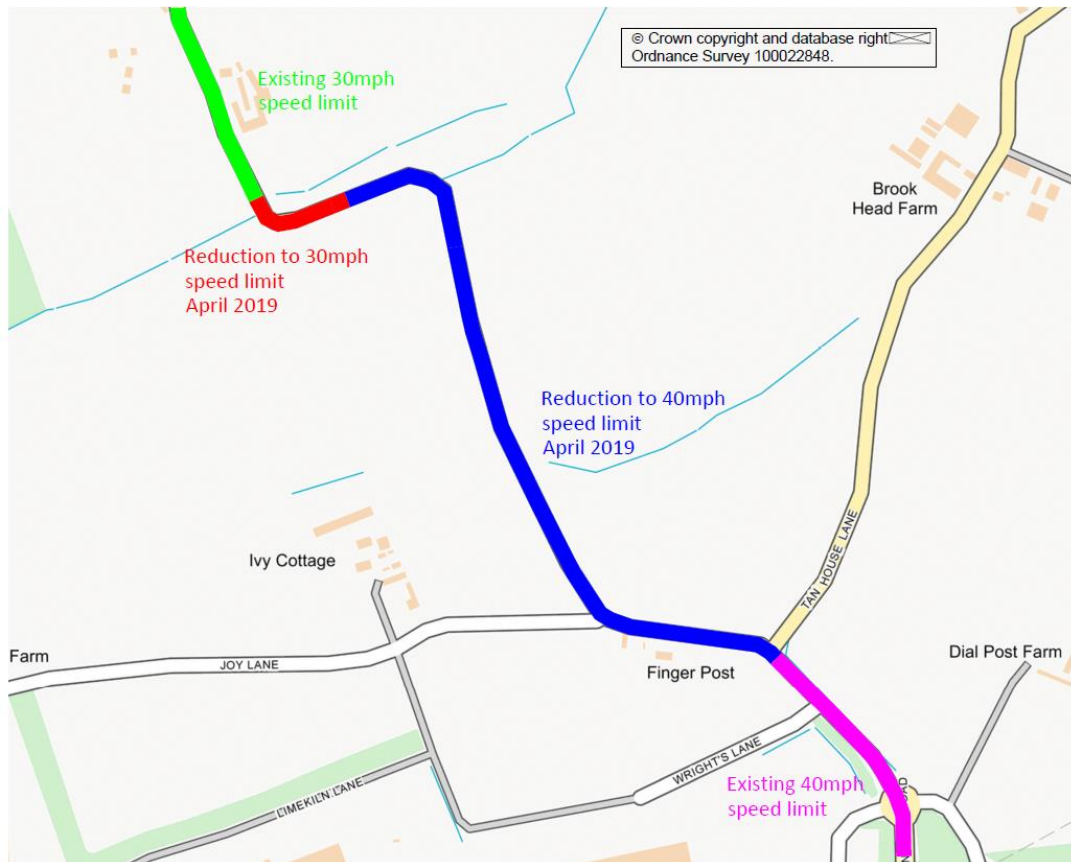 © Crown copyright and database right
Ordnance Survey 100022848.
Existing 30mph
speed limit
Brook
Head Farm
Reduction to 30mph
speed limit
April 2019
Reduction to 40mph
speed limit
April 2019
TAN HOUSE LANE
Ivy Cottage
Farm
JOY LANE
Finger Post
Dial Post Farm
WRIGHT'S LANE
LIMEKILN LANE
Existing 40mph
speed limit